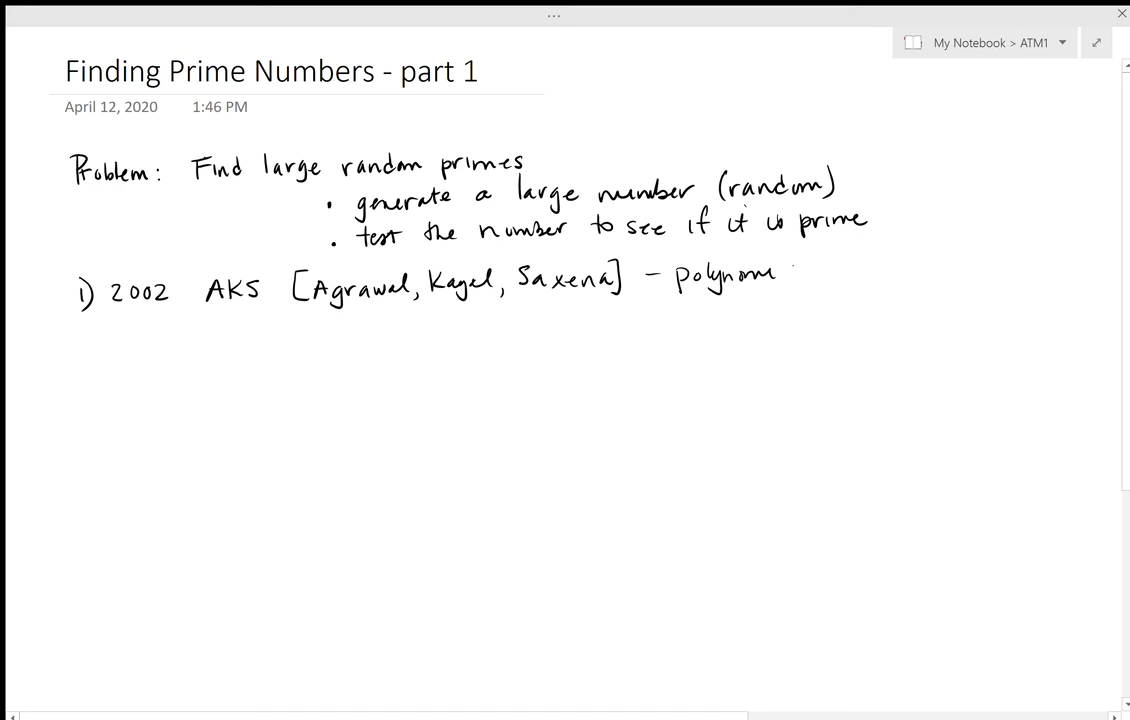 ...
My Notebook > ATM1
Finding Prime Numbers - part 1
April 12, 2020 1:46 PM
Problem: Find large random primes
• generate a large number (random)
• test the number to see if it is prime
1) 2002 AKS [Agrawal, Kayel, Saxena] - polynom